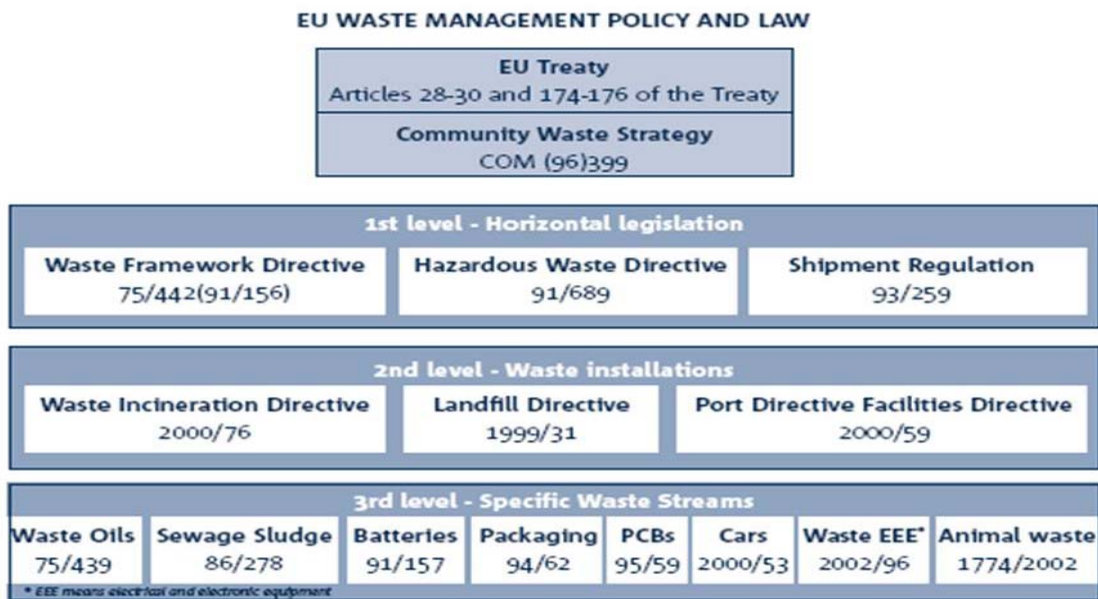 EU WASTE MANAGEMENT POLICY AND LAW
EU Treaty
Articles 28-30 and 174-176 of the Treaty
Community Waste Strategy
COM (96)399
1st level - Horizontal legislation
Waste Framework Directive
75/442(91/156)
Hazardous Waste Directive
91/689
Shipment Regulation
93/259
2nd level - Waste installations
Waste Incineration Directive
2000/76
Landfill Directive
1999/31
Port Directive Facilities Directive
2000/59
3rd level - Specific Waste Streams
Waste Oils
75/439
Sewage Sludge
86/278
Batteries
91/157
Packaging
94/62
PCBs
95/59
Cars
2000/53
Waste EEE*
2002/96
Animal waste
1774/2002
* EEE means electrical and electronic equipment